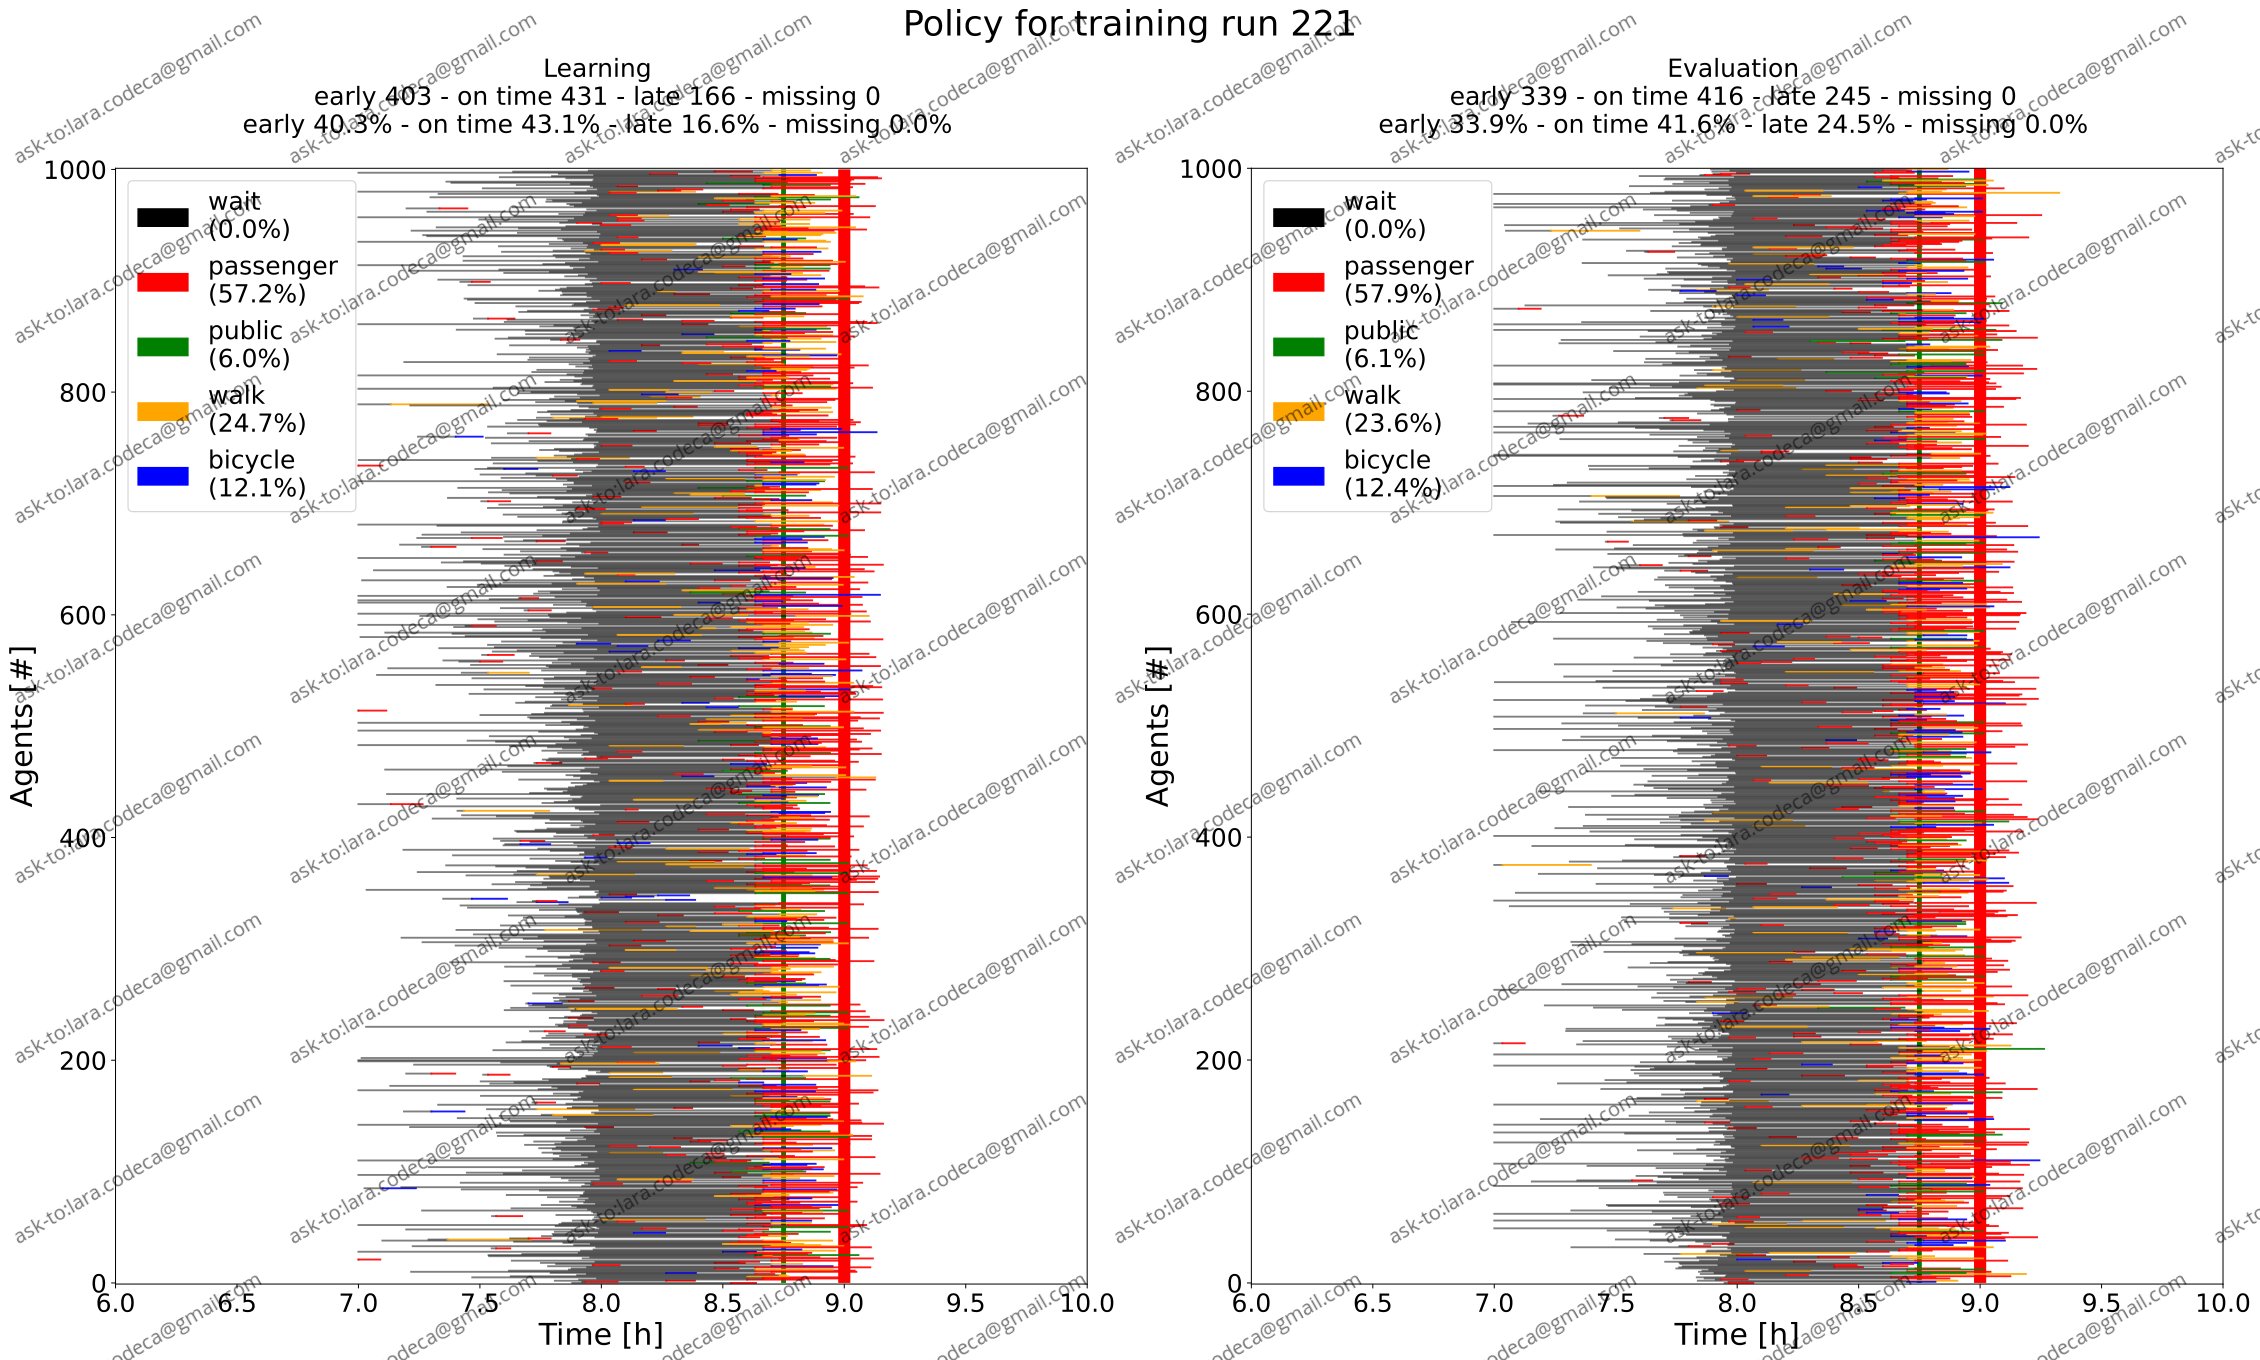 Policy for training run 221
Learning
early 403 - on time 431 - late 166 - missing 0
early 40.3% - on time 43.1% - late 16.6% - missing 0.0%
Evaluation
early 339 - on time 416 - late 245 - missing 0
early 33.9% - on time 41.6% - late 24.5% - missing 0.0%
wait
(0.0%)
passenger
(57.2%)
public
(6.0%)
walk
(24.7%)
bicycle
(12.1%)
Agents [#]
1000
800
600
400
200
0
6.0 6.5 7.0 7.5 8.0 8.5 9.0 9.5 10.0
Time [h]
wait
(0.0%)
passenger
(57.9%)
public
(6.1%)
walk
(23.6%)
bicycle
(12.4%)
Agents [#]
1000
800
600
400
200
0
6.0 6.5 7.0 7.5 8.0 8.5 9.0 9.5 10.0
Time [h]
ask-to:lara.codeca@gmail.com